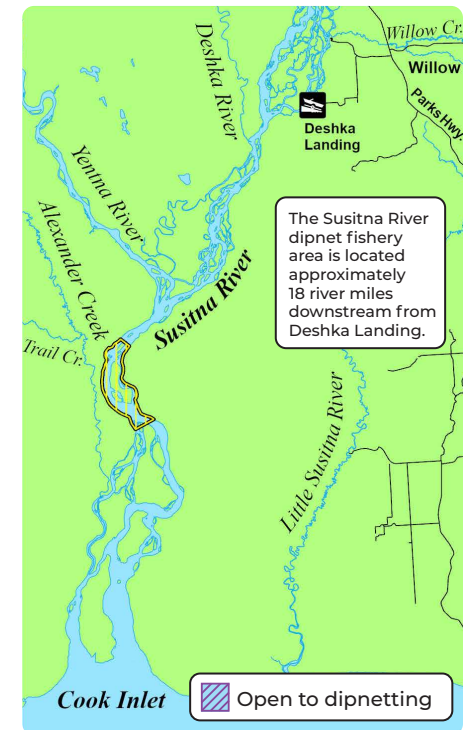 Willow Cr.
Willow
Deshka River
Parks Hwy.
Deshka
Landing
Yentna River
Alexander Creek
The Susitna River
dipnet fishery
area is located
approximately
18 river miles
downstream from
Deshka Landing.
Susitna River
Trail Cr.
Little Susitna River
Cook Inlet
Open to dipnetting